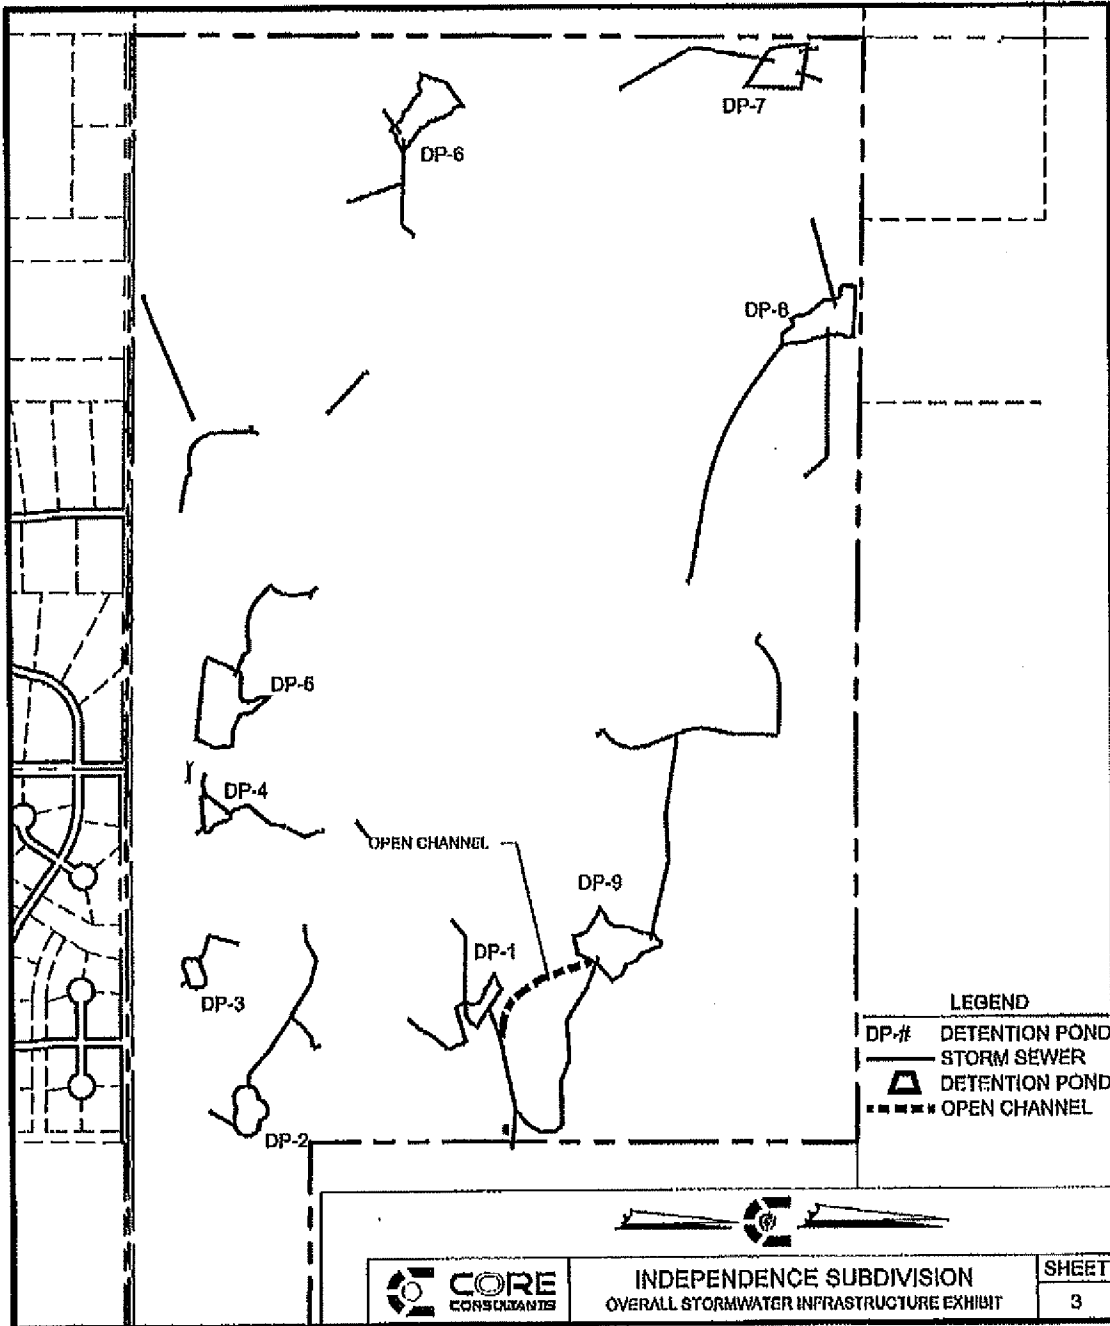 DP-7
DP-6
DP-8
DP-6
DP-4
OPEN CHANNEL
DP-9
DP-1
DP-3
DP-2
LEGEND
DP-# DETENTION POND
STORM SEWER
DETENTION POND
OPEN CHANNEL
CORE
CONSULTANTS
INDEPENDENCE SUBDIVISION
OVERALL STORMWATER INFRASTRUCTURE EXHIBIT
SHEET
3